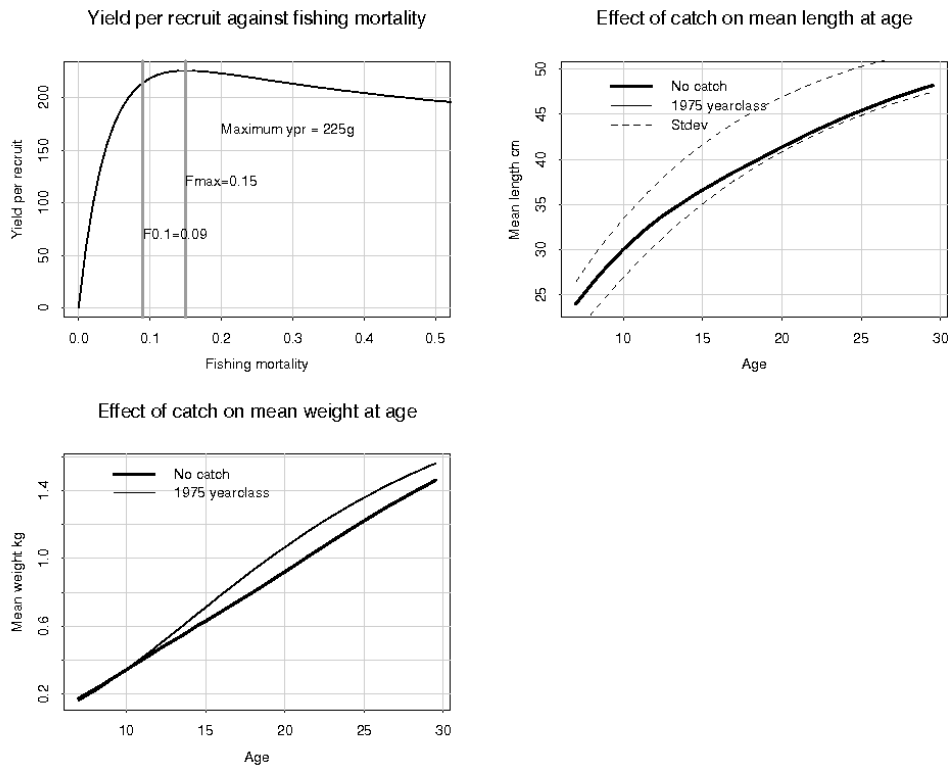 Yield per recruit against fishing mortality
Yield per recruit
200
150
100
50
0
Maximum ypr = 225g
Fmax=0.15
F0.1=0.09
0.0 0.1 0.2 0.3 0.4 0.5
Fishing mortality
Effect of catch on mean length at age
Mean length cm
50
45
40
35
30
25
No catch
1975 yearclass
Stdev
10 15 20 25 30
Age
Effect of catch on mean weight at age
Mean weight kg
1.4
1.0
0.6
0.2
No catch
1975 yearclass
10 15 20 25 30
Age